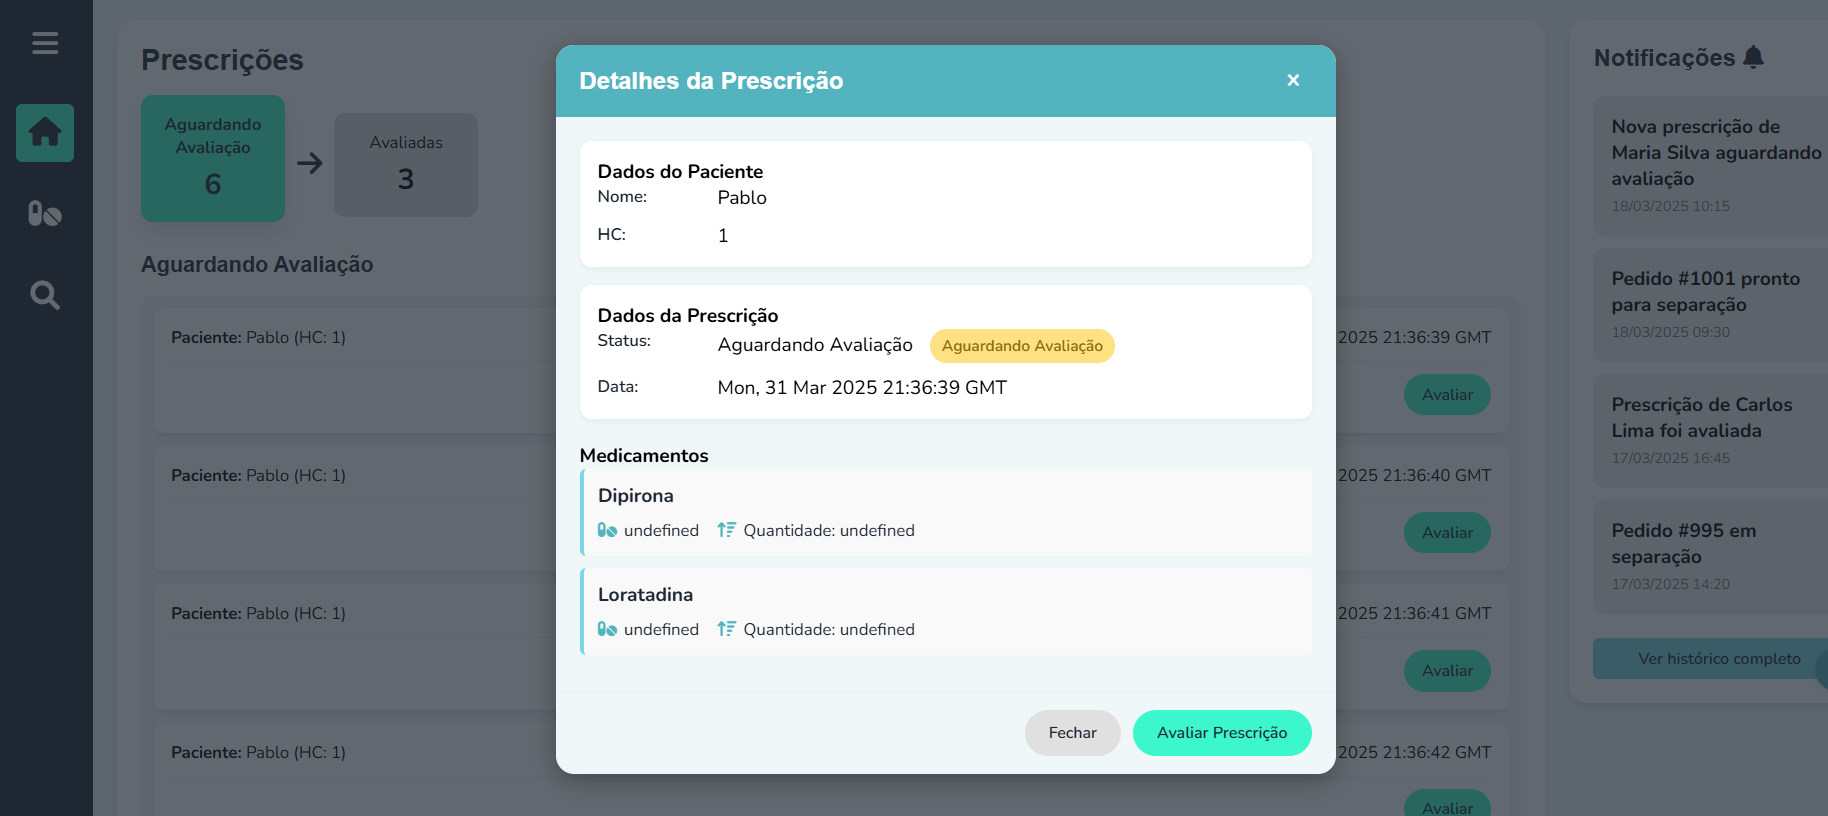 Prescrições
Aguardando
Avaliação
6
Avaliadas
3
Aguardando Avaliação
Paciente: Pablo (HC: 1)
2025 21:36:39 GMT
Avaliar
Paciente: Pablo (HC: 1)
2025 21:36:40 GMT
Avaliar
Paciente: Pablo (HC: 1)
2025 21:36:41 GMT
Avaliar
Paciente: Pablo (HC: 1)
2025 21:36:42 GMT
Avaliar
Detalhes da Prescrição
×
Dados do Paciente
Nome: Pablo
HC: 1
Dados da Prescrição
Status: Aguardando Avaliação Aguardando Avaliação
Data: Mon, 31 Mar 2025 21:36:39 GMT
Medicamentos
Dipirona
undefined Quantidade: undefined
Loratadina
undefined Quantidade: undefined
Fechar
Avaliar Prescrição
Notificações
Nova prescrição de
Maria Silva aguardando
avaliação
18/03/2025 10:15
Pedido #1001 pronto
para separação
18/03/2025 09:30
Prescrição de Carlos
Lima foi avaliada
17/03/2025 16:45
Pedido #995 em
separação
17/03/2025 14:20
Ver histórico completo